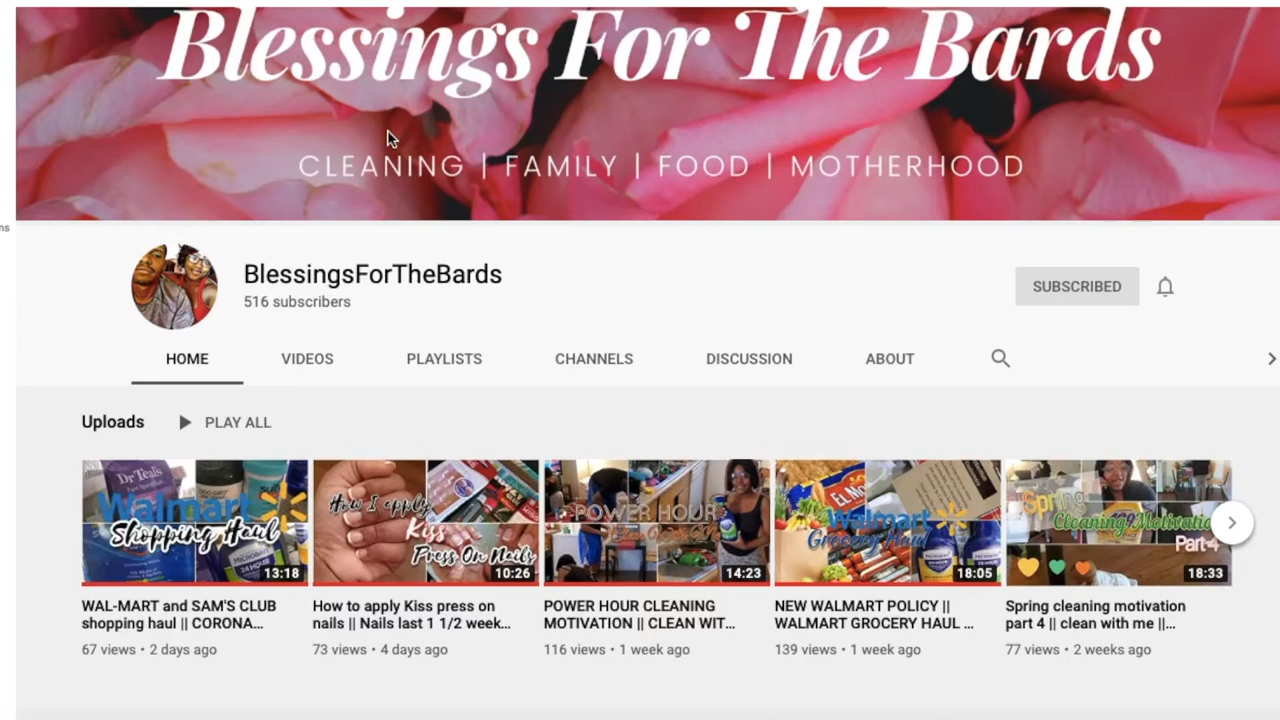 Blessings For The Bards
CLEANING | FAMILY | FOOD | MOTHERHOOD
ns
BlessingsForTheBards
516 subscribers
SUBSCRIBED
HOME
VIDEOS
PLAYLISTS
CHANNELS
DISCUSSION
ABOUT
Uploads
PLAY ALL
Dr Teal's
Walmart
Shopping Haul
13:18
How I apply
Kiss
Press On Nails
10:26
POWER HOUR
14:23
Walmart
Grocery Haul
18:05
Spring
Cleaning Motivatio
Part 4
18:33
WAL-MART and SAM'S CLUB
shopping haul || CORONA...
67 views • 2 days ago
How to apply Kiss press on
nails || Nails last 1 1/2 week...
73 views • 4 days ago
POWER HOUR CLEANING
MOTIVATION || CLEAN WIT...
116 views • 1 week ago
NEW WALMART POLICY ||
WALMART GROCERY HAUL ...
139 views • 1 week ago
Spring cleaning motivation
part 4 || clean with me ||...
77 views • 2 weeks ago